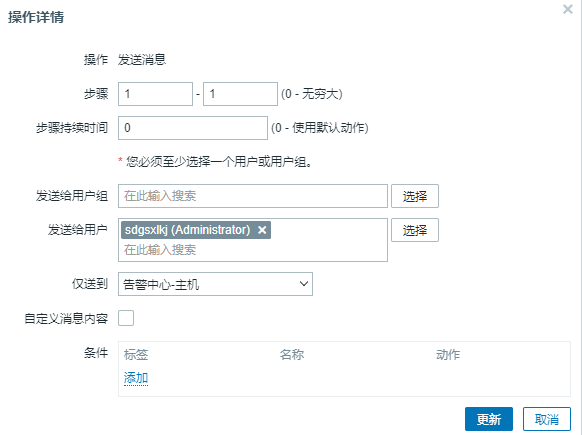 操作详情
操作 发送消息
步骤 1 - 1 (0 - 无穷大)
步骤持续时间 0 (0 - 使用默认动作)
* 您必须至少选择一个用户或用户组。
发送给用户组 在此输入搜索 选择
发送给用户 sdgsxlkj (Administrator) 选择
在此输入搜索
仅送到 告警中心-主机
自定义消息内容
条件 标签 名称 动作
添加
更新 取消